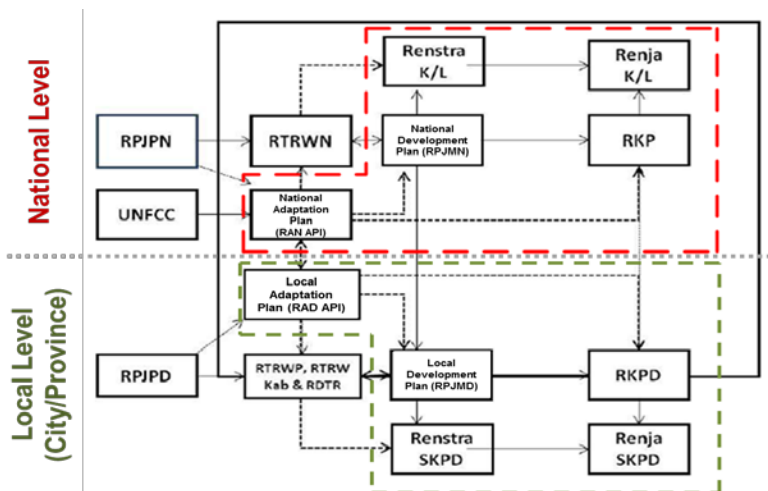 National Level
Renstra
K/L
Renja
K/L
RPJPN
RTRWN
National
Development
Plan (RPJMN)
RKP
UNFCC
National
Adaptation
Plan
(RAN API)
Local Level
(City/Province)
Local
Adaptation
Plan (RAD API)
RPJPD
RTRWP, RTRW
Kab & RDTR
Local
Development
Plan (RPJMD)
RKPD
Renstra
SKPD
Renja
SKPD